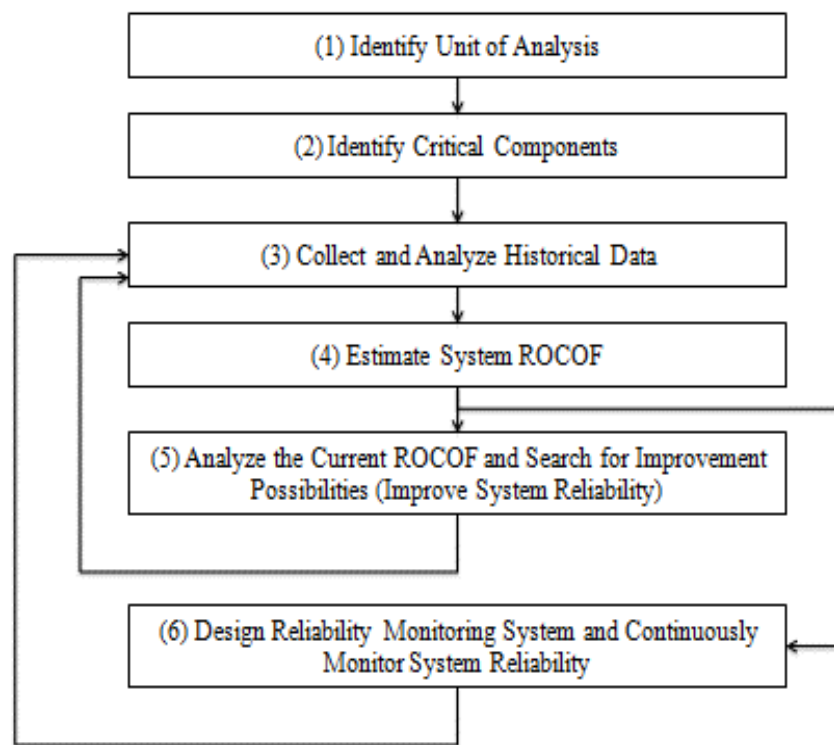 (1) Identify Unit of Analysis
(2) Identify Critical Components
(3) Collect and Analyze Historical Data
(4) Estimate System ROCOF
(5) Analyze the Current ROCOF and Search for Improvement
Possibilities (Improve System Reliability)
(6) Design Reliability Monitoring System and Continuously
Monitor System Reliability